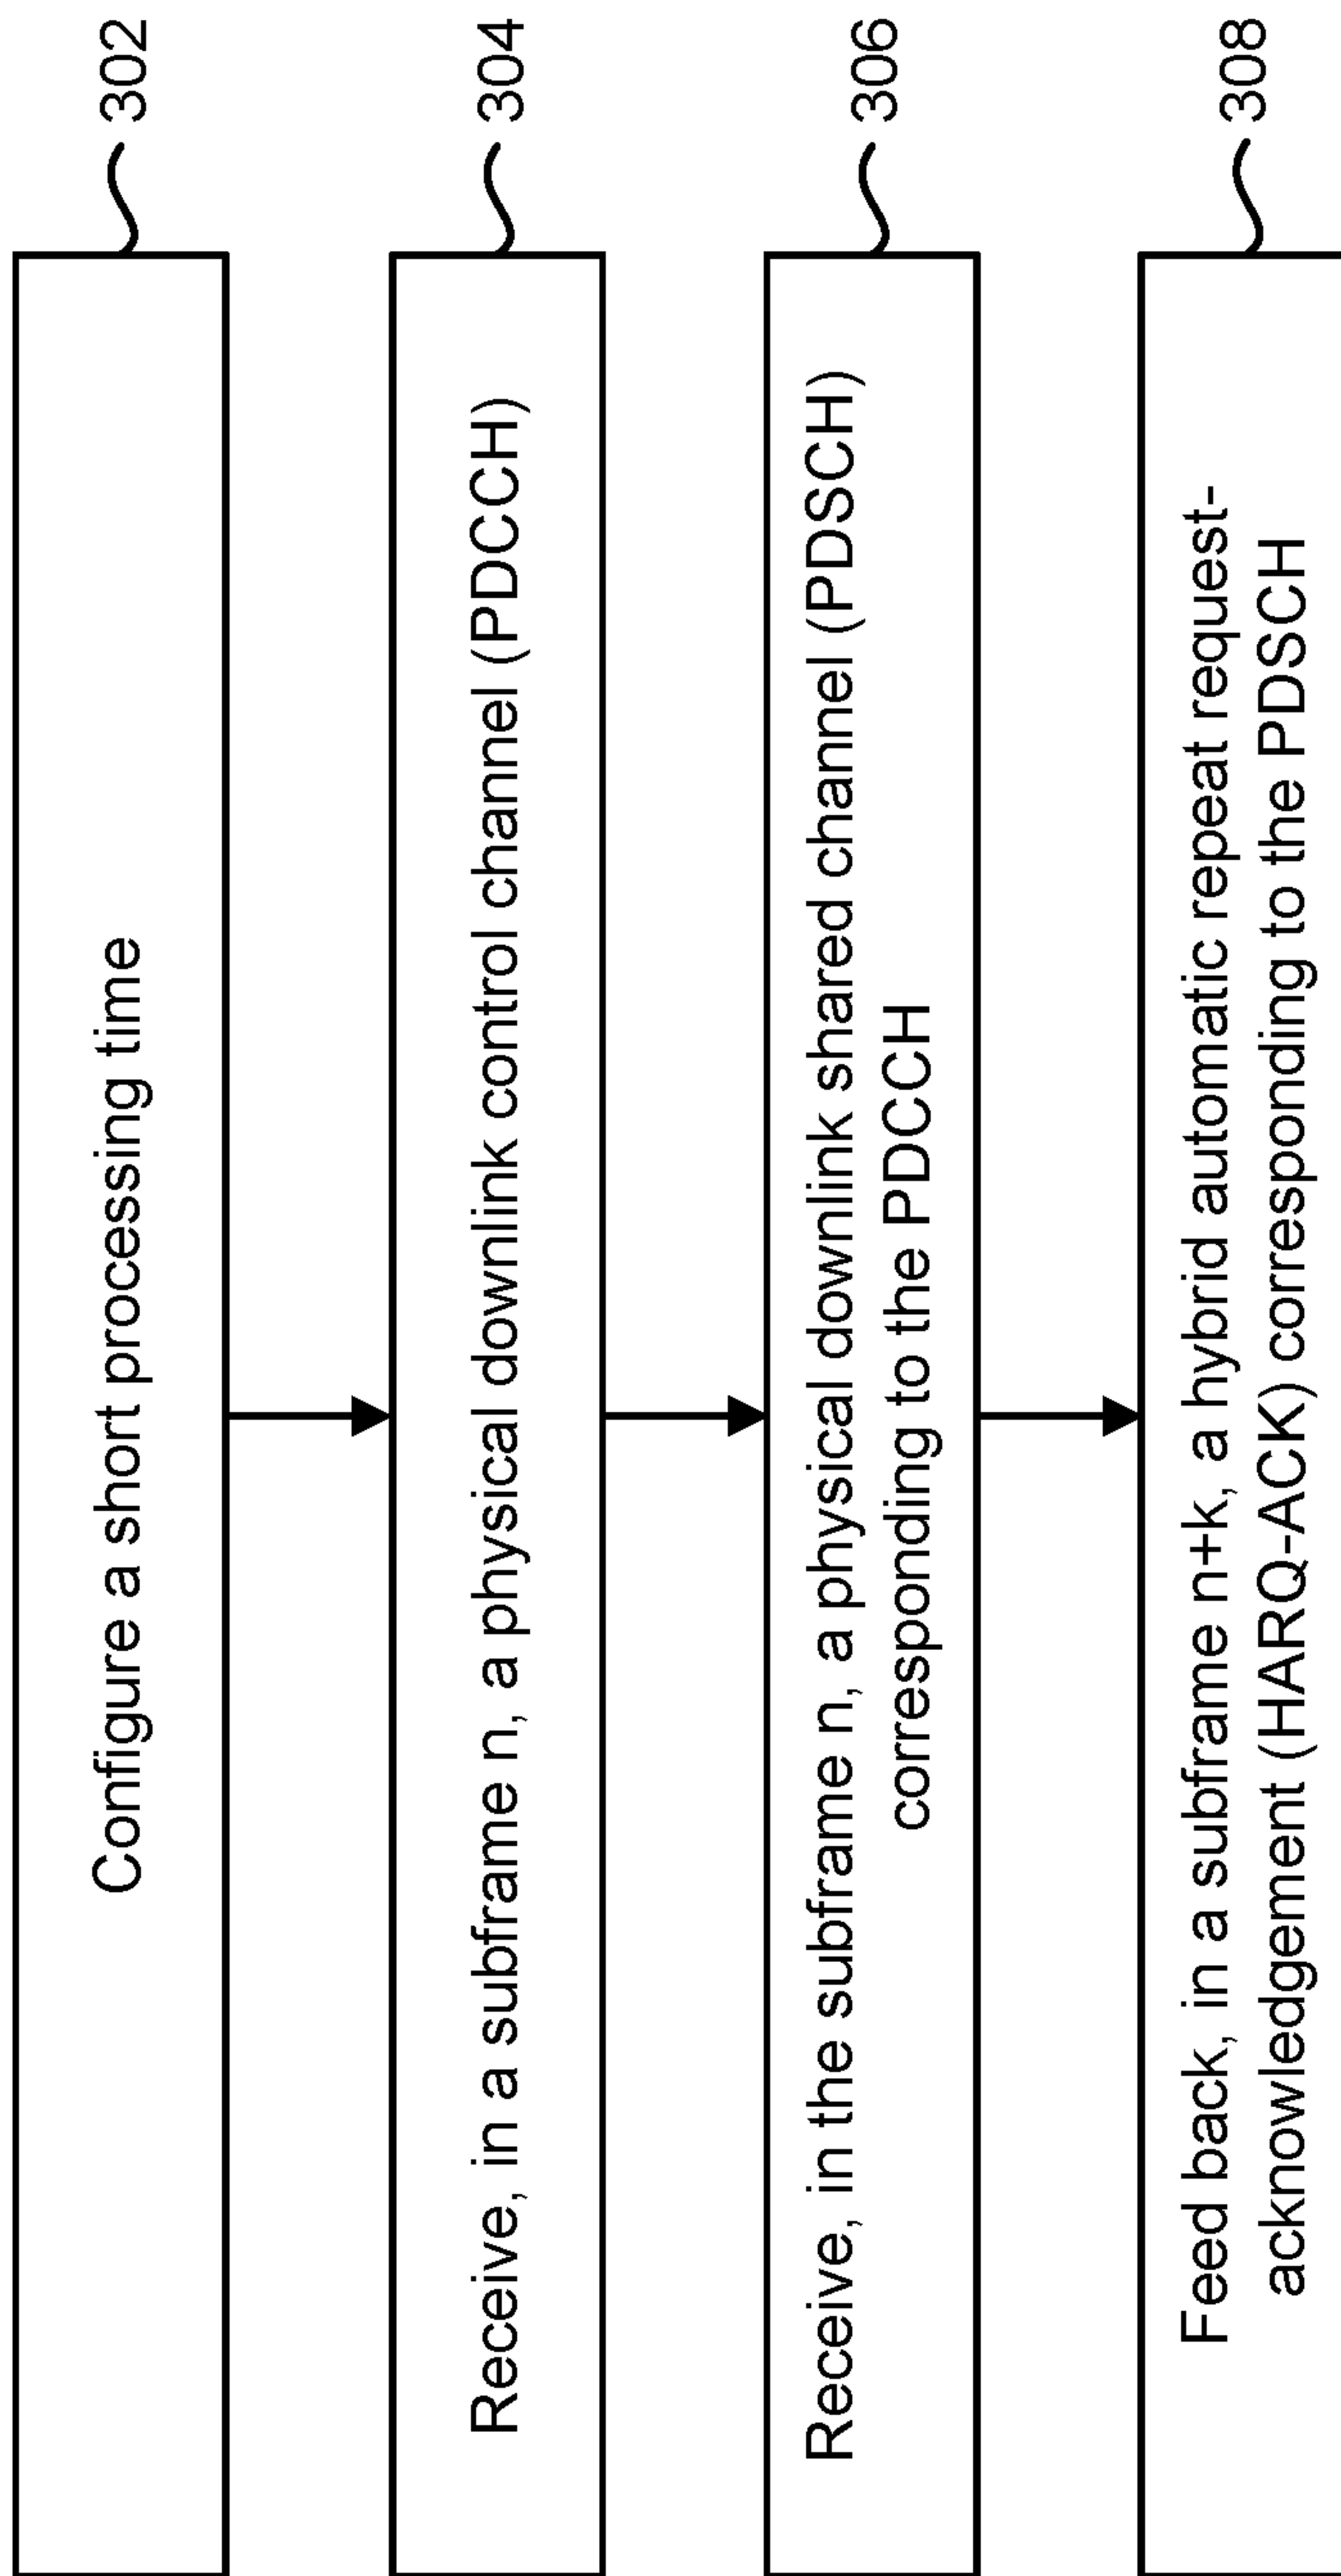 Configure a short processing time
302
Receive, in a subframe n, a physical downlink control channel (PDCCH)
304
Receive, in the subframe n, a physical downlink shared channel (PDSCH)
corresponding to the PDCCH
306
Feed back, in a subframe n+k, a hybrid automatic repeat request-
acknowledgement (HARQ-ACK) corresponding to the PDSCH
308